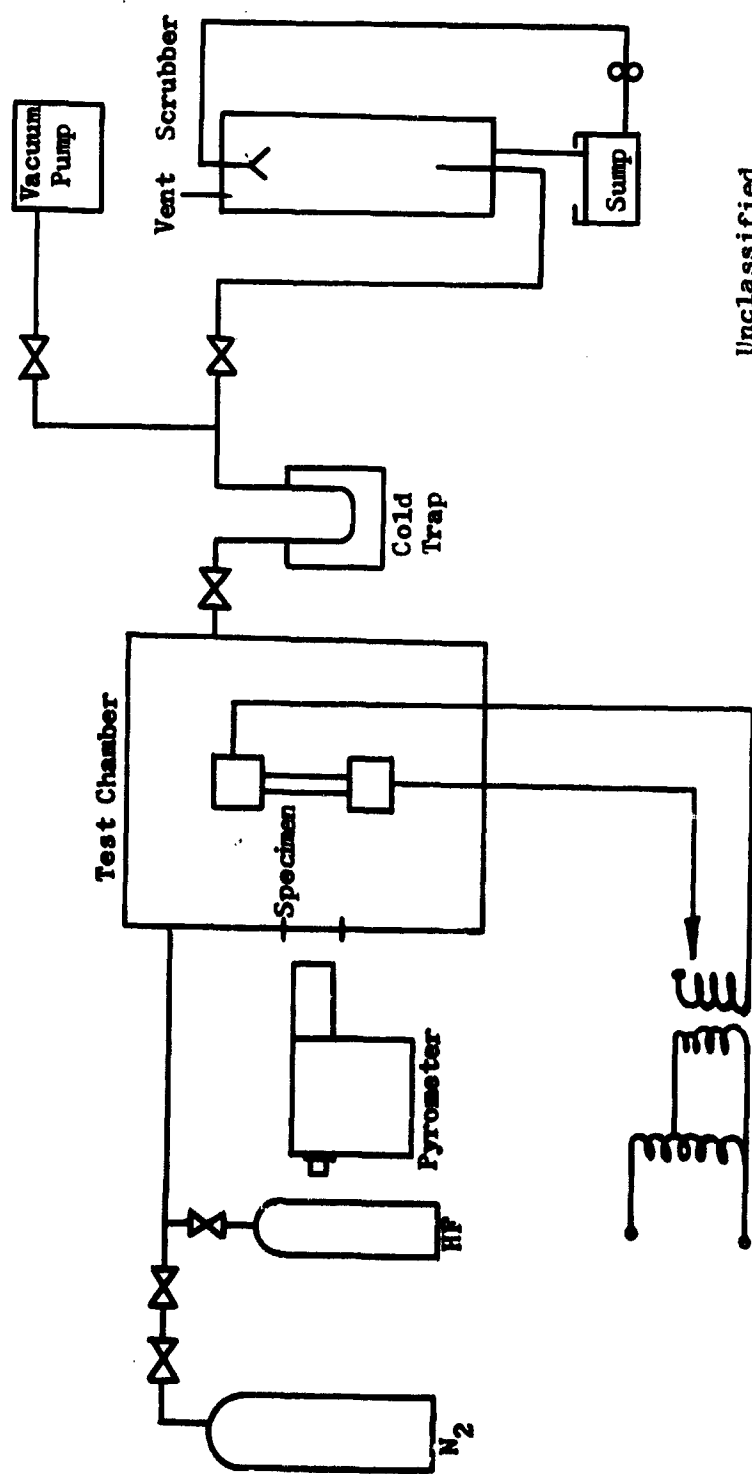 Vacuum
Pump
Vent Scrubber
Sump
Unclassified
Cold
Trap
Test Chamber
Specimen
Pyrometer
HF
N2